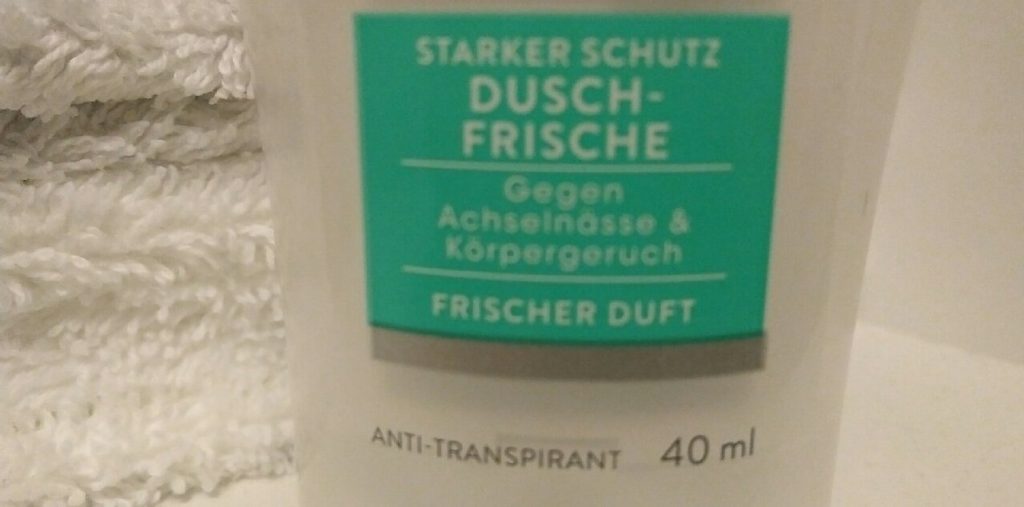 STARKER SCHUTZ
DUSCH-
FRISCHE
Gegen
Achselnässe &
Körpergeruch
FRISCHER DUFT
ANTI-TRANSPIRANT 40 ml